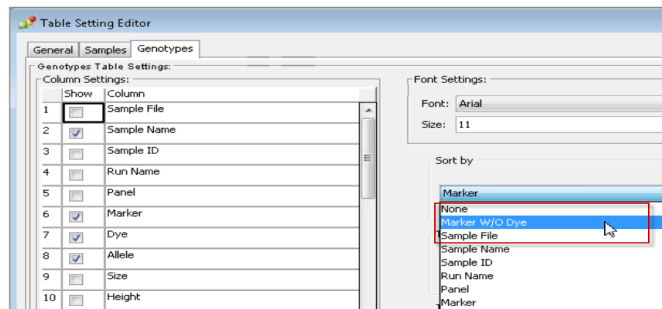 Table Setting Editor
General Samples Genotypes
Genotypes Table Settings:
Column Settings:
Show Column
1 Sample File
2 Sample Name
3 Sample ID
4 Run Name
5 Panel
6 Marker
7 Dye
8 Allele
9 Size
10 Height
Font Settings:
Font: Arial
Size: 11
Sort by
Marker
None
Marker W/O Dye
Sample File
Sample Name
Sample ID
Run Name
Panel
Marker